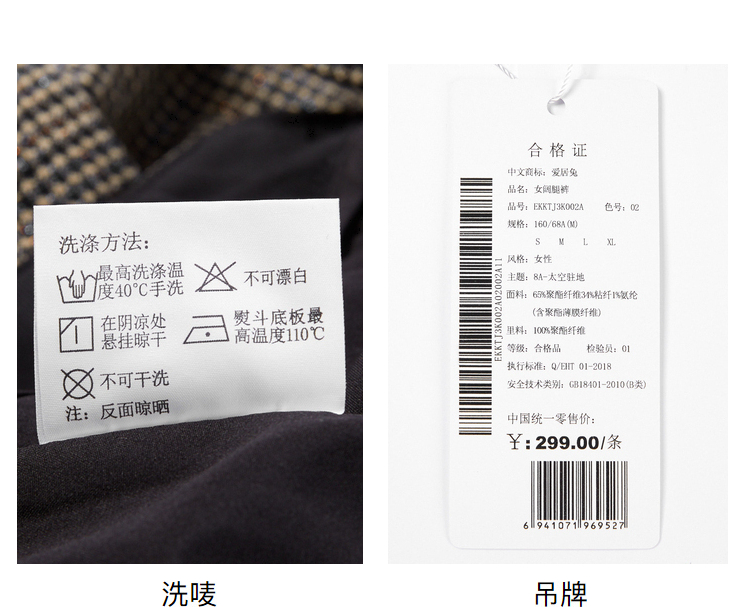 洗涤方法:
最高洗涤温
度40℃手洗
不可漂白
在阴凉处
悬挂晾干
熨斗底板最
高温度110℃
不可干洗
注: 反面晾晒
洗唛
合格证
中文商标: 爱居兔
品名: 女阔腿裤
品号: EKKTJ3K002A 色号: 02
规格: 160/68A(M)
S M L XL
风格: 女性
主题: 8A-太空驻地
面料: 65%聚酯纤维34%粘纤1%氨纶
(含聚酯薄膜纤维)
里料: 100%聚酯纤维
等级: 合格品 检验员: 01
执行标准: Q/EHT 01-2018
安全技术类别: GB18401-2010(B类)
中国统一零售价:
¥:299.00/条
6 941071 969527
EKKTJ3K002A02002A11
吊牌